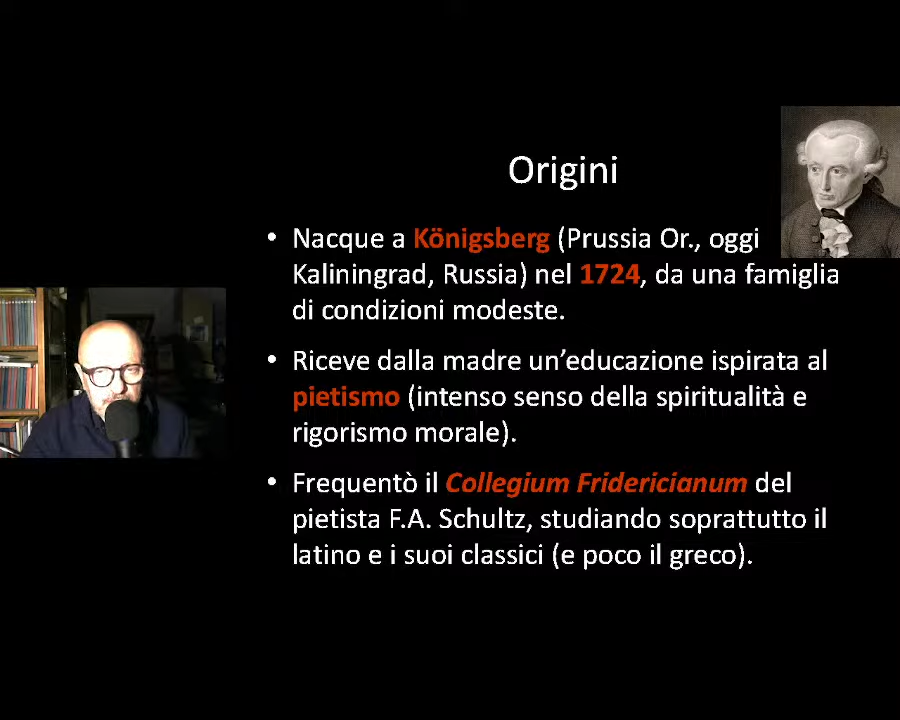 Origini
• Nacque a Königsberg (Prussia Or., oggi
Kaliningrad, Russia) nel 1724, da una famiglia
di condizioni modeste.
• Riceve dalla madre un’educazione ispirata al
pietismo (intenso senso della spiritualità e
rigorismo morale).
• Frequentò il Collegium Fridericianum del
pietista F.A. Schultz, studiando soprattutto il
latino e i suoi classici (e poco il greco).